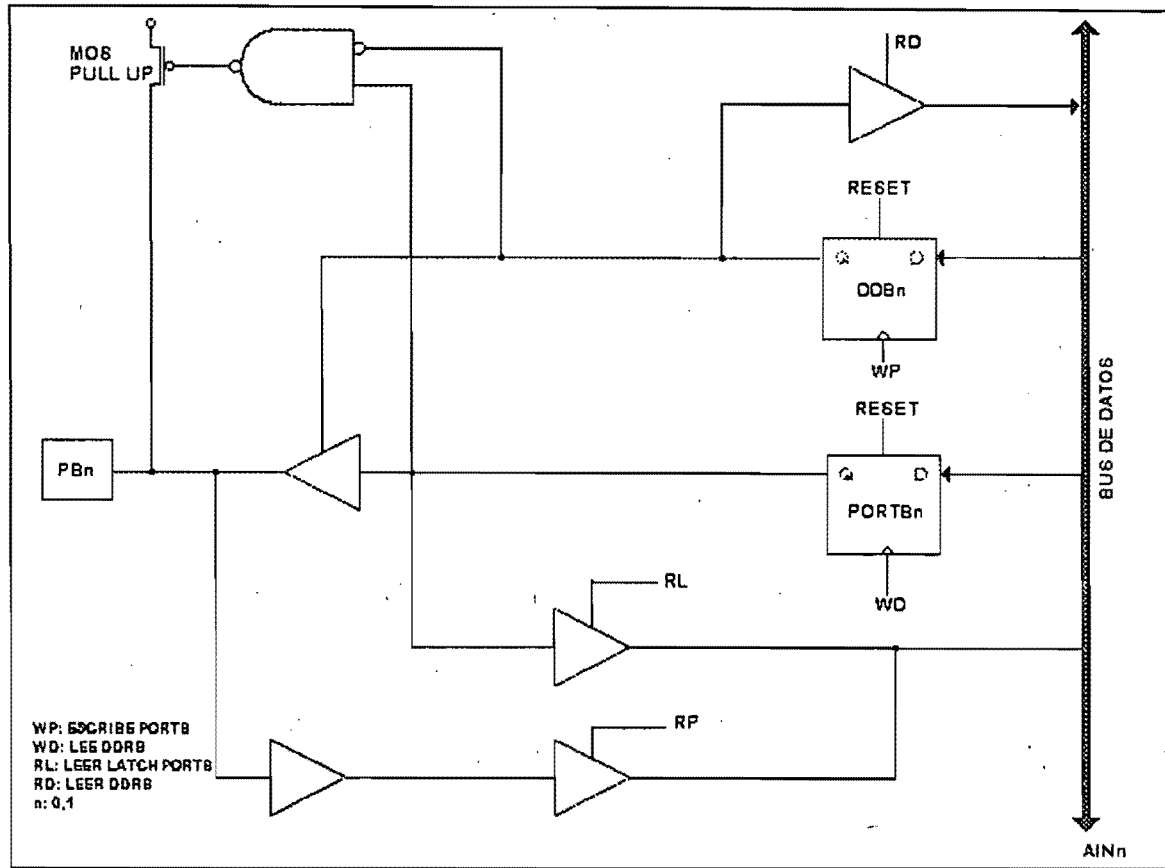 MOS
PULL UP
RD
RESET
Q D
DDBn
WP
RESET
PBn
Q D
PORTBn
WD
RL
RP
BUS DE DATOS
WP: ESCRIBE PORTB
WD: LEE DDRB
RL: LEER LATCH PORTB
RD: LEER DDRB
n: 0,1
AINn